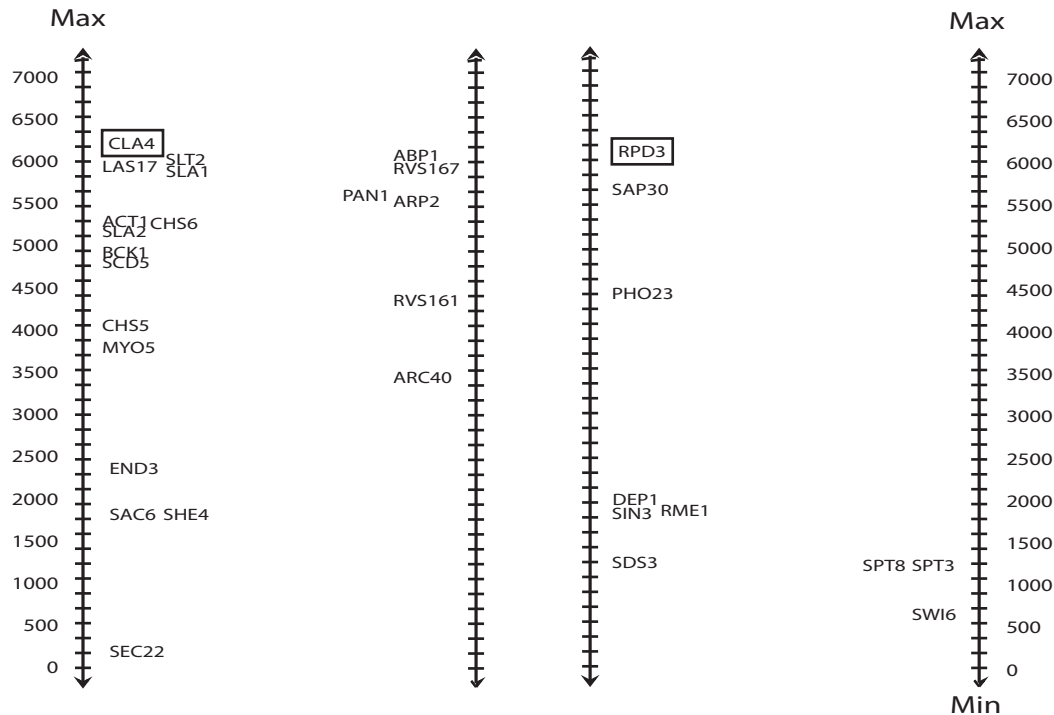 Max
Max
7000
6500
6000
5500
5000
4500
4000
3500
3000
2500
2000
1500
1000
500
0
CLA4
SLT2
LAS17
SLA1
ACT1 CHS6
SLA2
BCK1
SCD5
CHS5
MYO5
END3
SAC6 SHE4
SEC22
ABP1
RVS167
PAN1
ARP2
RVS161
ARC40
RPD3
SAP30
PHO23
DEP1
SIN3 RME1
SDS3
SPT8 SPT3
SWI6
7000
6500
6000
5500
5000
4500
4000
3500
3000
2500
2000
1500
1000
500
0
Min